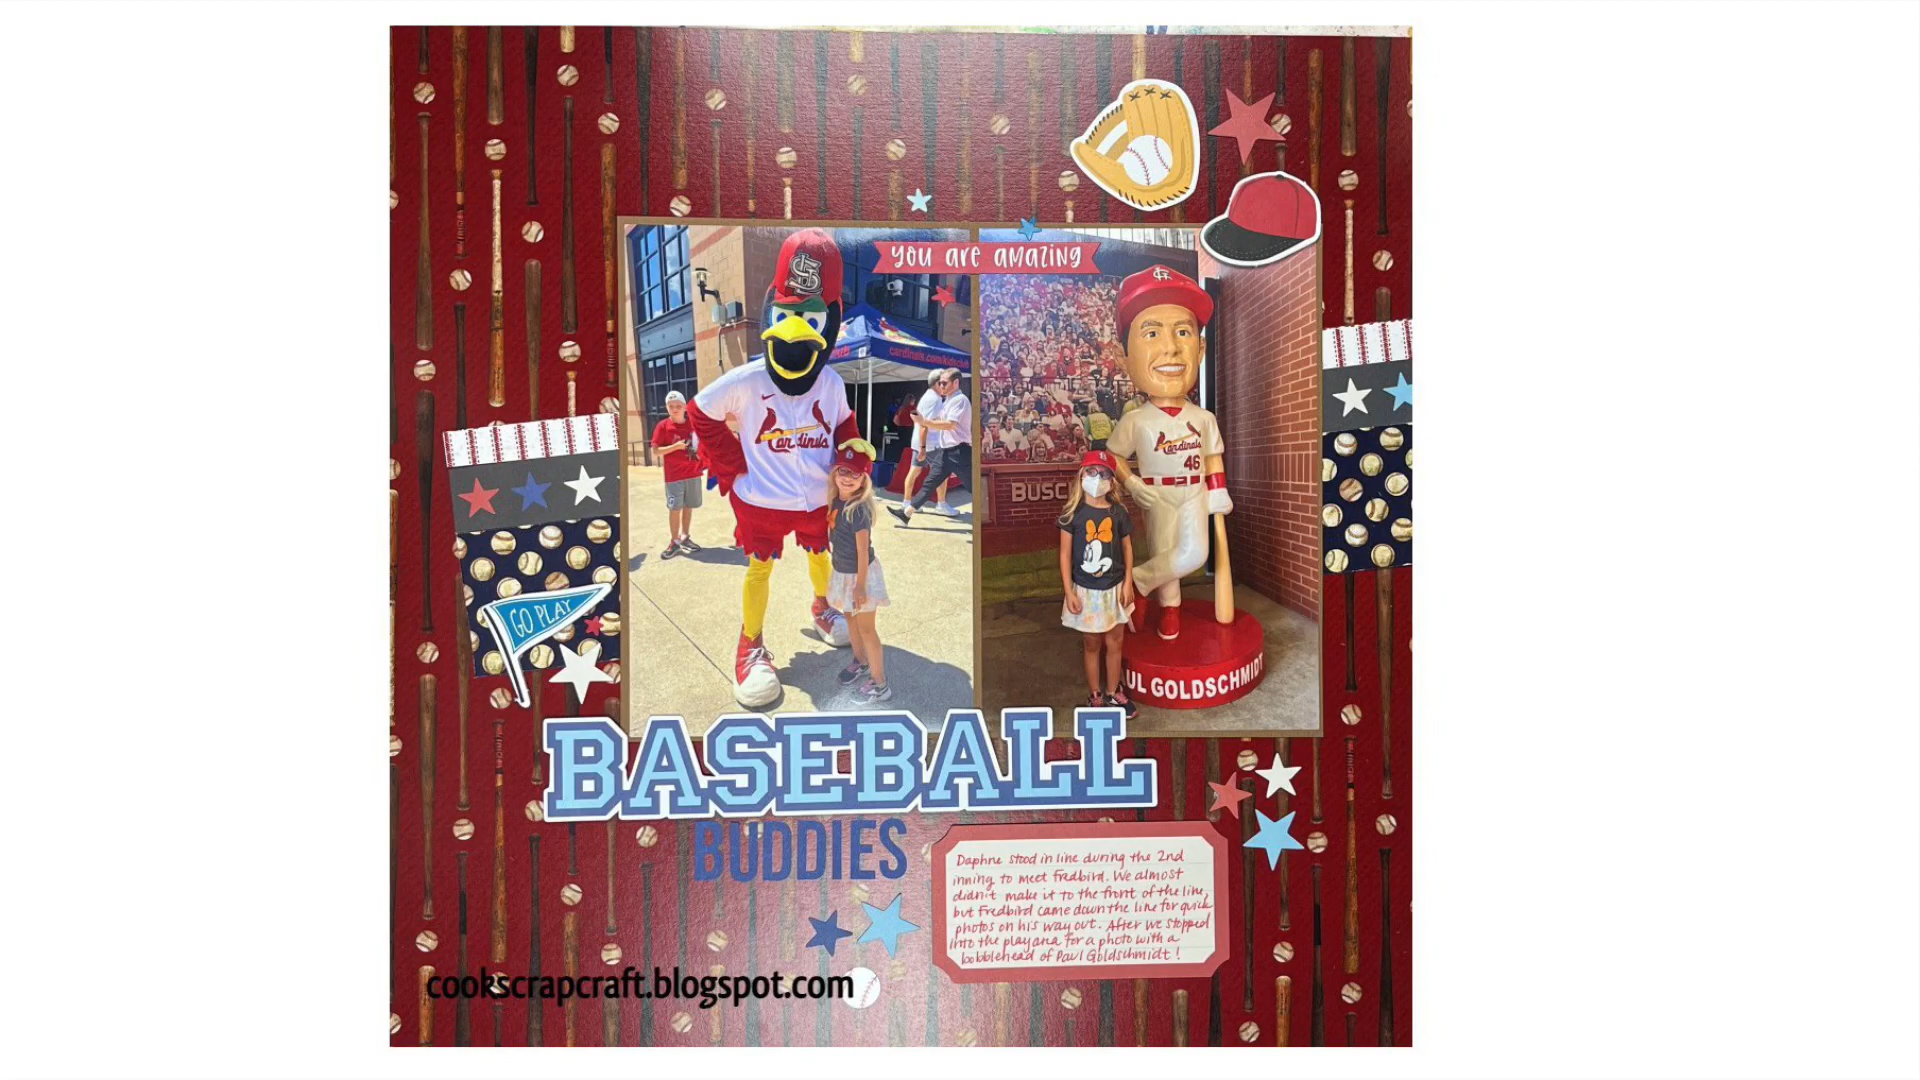 you are amazing
STL
cardinals.com/kidsclub
Cardinals
Cardinals
46
BUSC
UL GOLDSCHMIDT
GO PLAY
BASEBALL
BUDDIES
Daphne stood in line during the 2nd
inning to meet Fredbird. We almost
didn't make it to the front of the line,
but Fredbird came down the line for quick
photos on his way out. After we stopped
into the play area for a photo with a
bobblehead of Paul Goldschmidt!
cookscrapcraft.blogspot.com